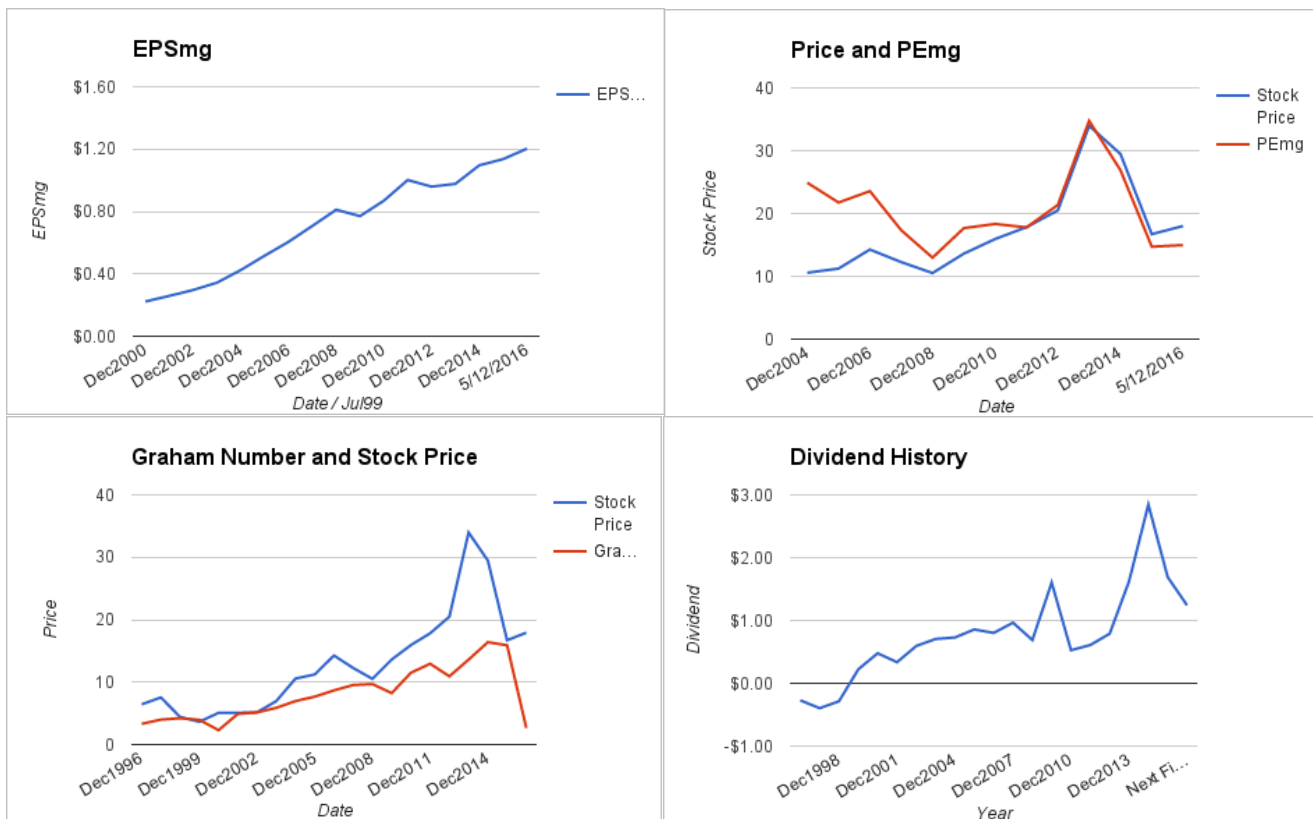 EPSmg
$1.60
$1.20
$0.80
$0.40
$0.00
EPSmg
EPS...
Dec2000
Dec2002
Dec2004
Dec2006
Dec2008
Dec2010
Dec2012
Dec2014
5/12/2016
Date / Jul99
Price and PEmg
40
30
20
10
0
Stock Price
Stock
Price
PEmg
Dec2004
Dec2006
Dec2008
Dec2010
Dec2012
Dec2014
5/12/2016
Date
Graham Number and Stock Price
40
30
20
10
0
Price
Stock
Price
Gra...
Dec1996
Dec1999
Dec2002
Dec2005
Dec2008
Dec2011
Dec2014
Date
Dividend History
$3.00
$2.00
$1.00
$0.00
-$1.00
Dividend
Dec1998
Dec2001
Dec2004
Dec2007
Dec2010
Dec2013
Next Fi...
Year